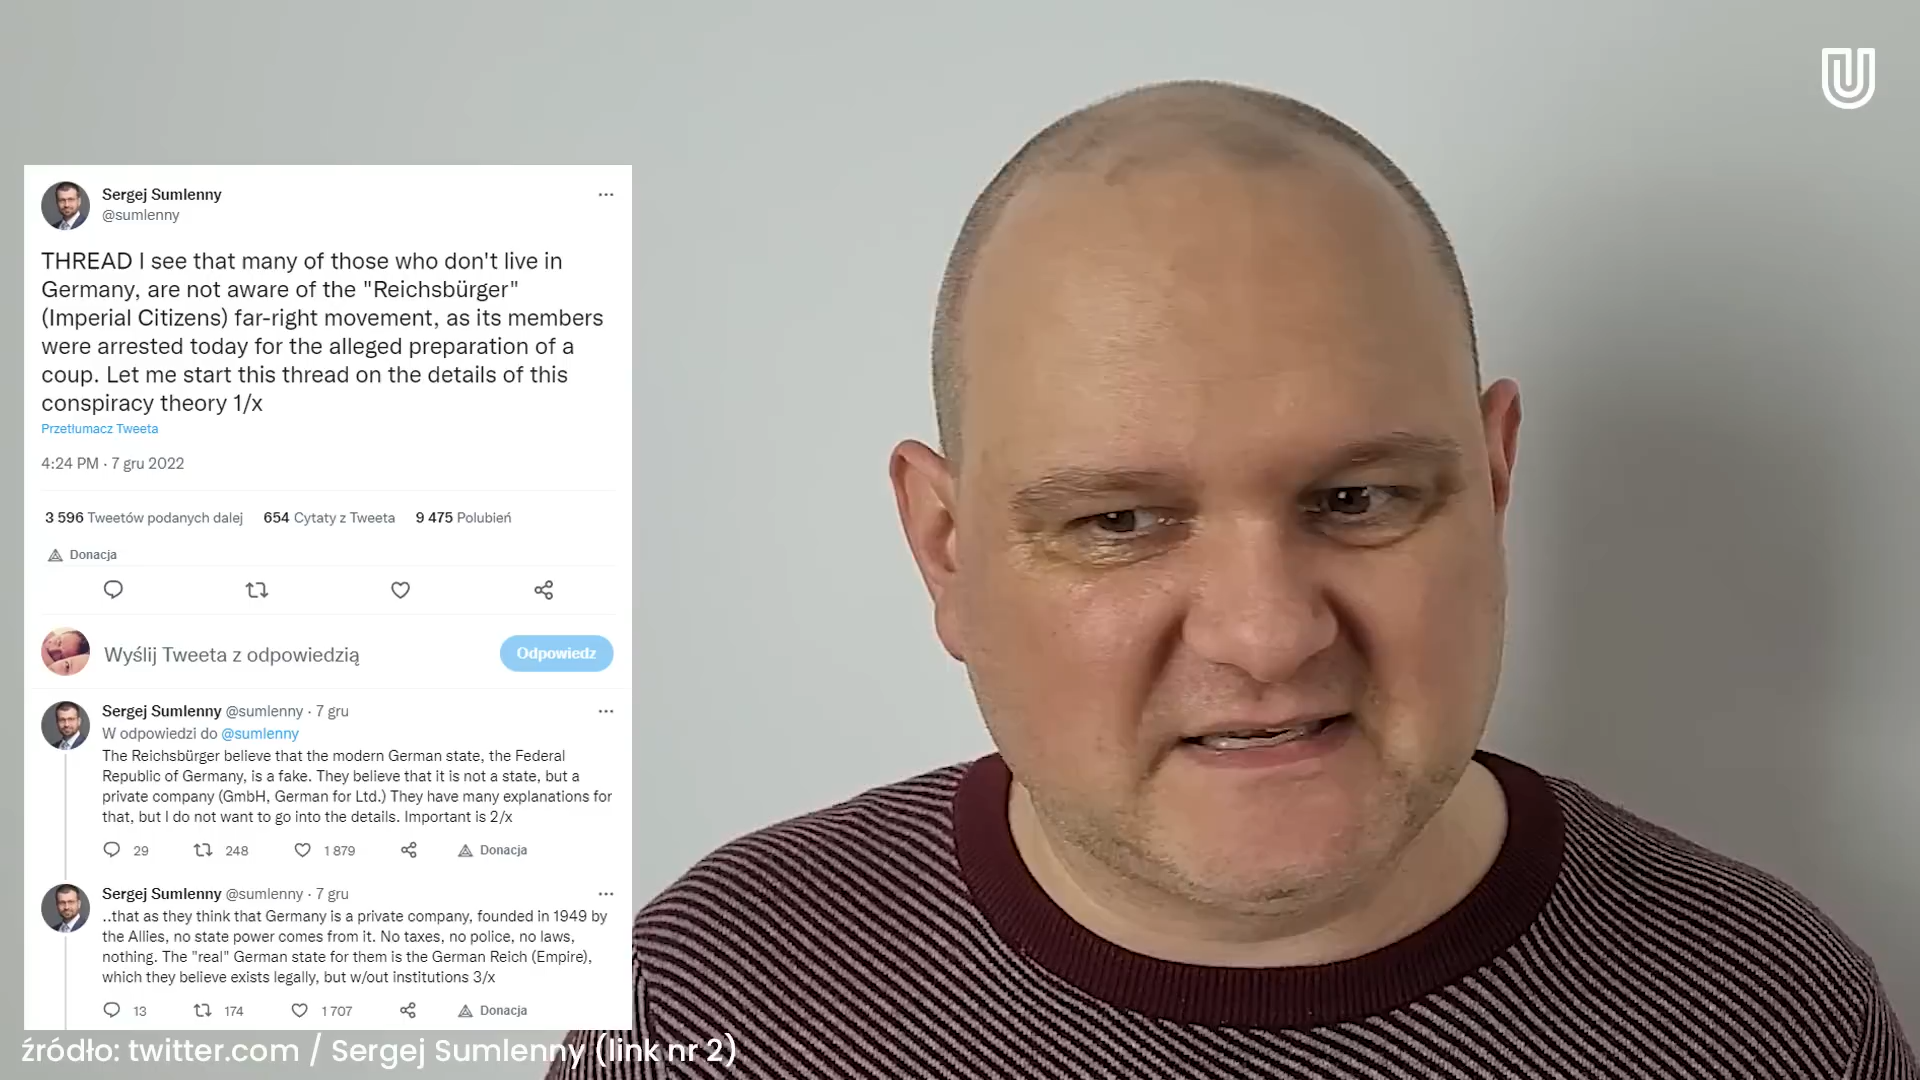 Sergej Sumlenny
@sumlenny
THREAD I see that many of those who don't live in
Germany, are not aware of the "Reichsbürger"
(Imperial Citizens) far-right movement, as its members
were arrested today for the alleged preparation of a
coup. Let me start this thread on the details of this
conspiracy theory 1/x
Przetłumacz Tweeta
4:24 PM · 7 gru 2022
3 596 Tweetów podanych dalej 654 Cytaty z Tweeta 9 475 Polubień
Donacja
Wyślij Tweeta z odpowiedzią
Odpowiedz
Sergej Sumlenny @sumlenny · 7 gru
W odpowiedzi do @sumlenny
The Reichsbürger believe that the modern German state, the Federal
Republic of Germany, is a fake. They believe that it is not a state, but a
private company (GmbH, German for Ltd.) They have many explanations for
that, but I do not want to go into the details. Important is 2/x
29 248 1 879 Donacja
Sergej Sumlenny @sumlenny · 7 gru
..that as they think that Germany is a private company, founded in 1949 by
the Allies, no state power comes from it. No taxes, no police, no laws,
nothing. The "real" German state for them is the German Reich (Empire),
which they believe exists legally, but w/out institutions 3/x
13 174 1 707 Donacja
źródło: twitter.com / Sergej Sumlenny (link nr 2)